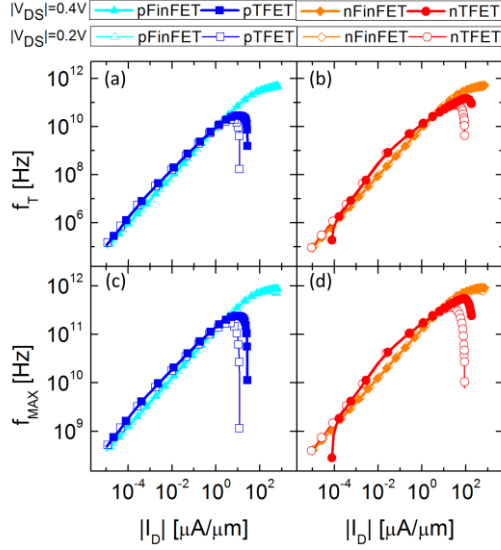 |V_DS|=0.4V pFinFET pTFET nFinFET nTFET
|V_DS|=0.2V pFinFET pTFET nFinFET nTFET
(a) (b)
f_T [Hz]
10^12
10^10
10^8
10^6
(c) (d)
f_MAX [Hz]
10^12
10^11
10^10
10^9
10^-4 10^-2 10^0 10^2 10^-4 10^-2 10^0 10^2
|I_D| [μA/μm] |I_D| [μA/μm]